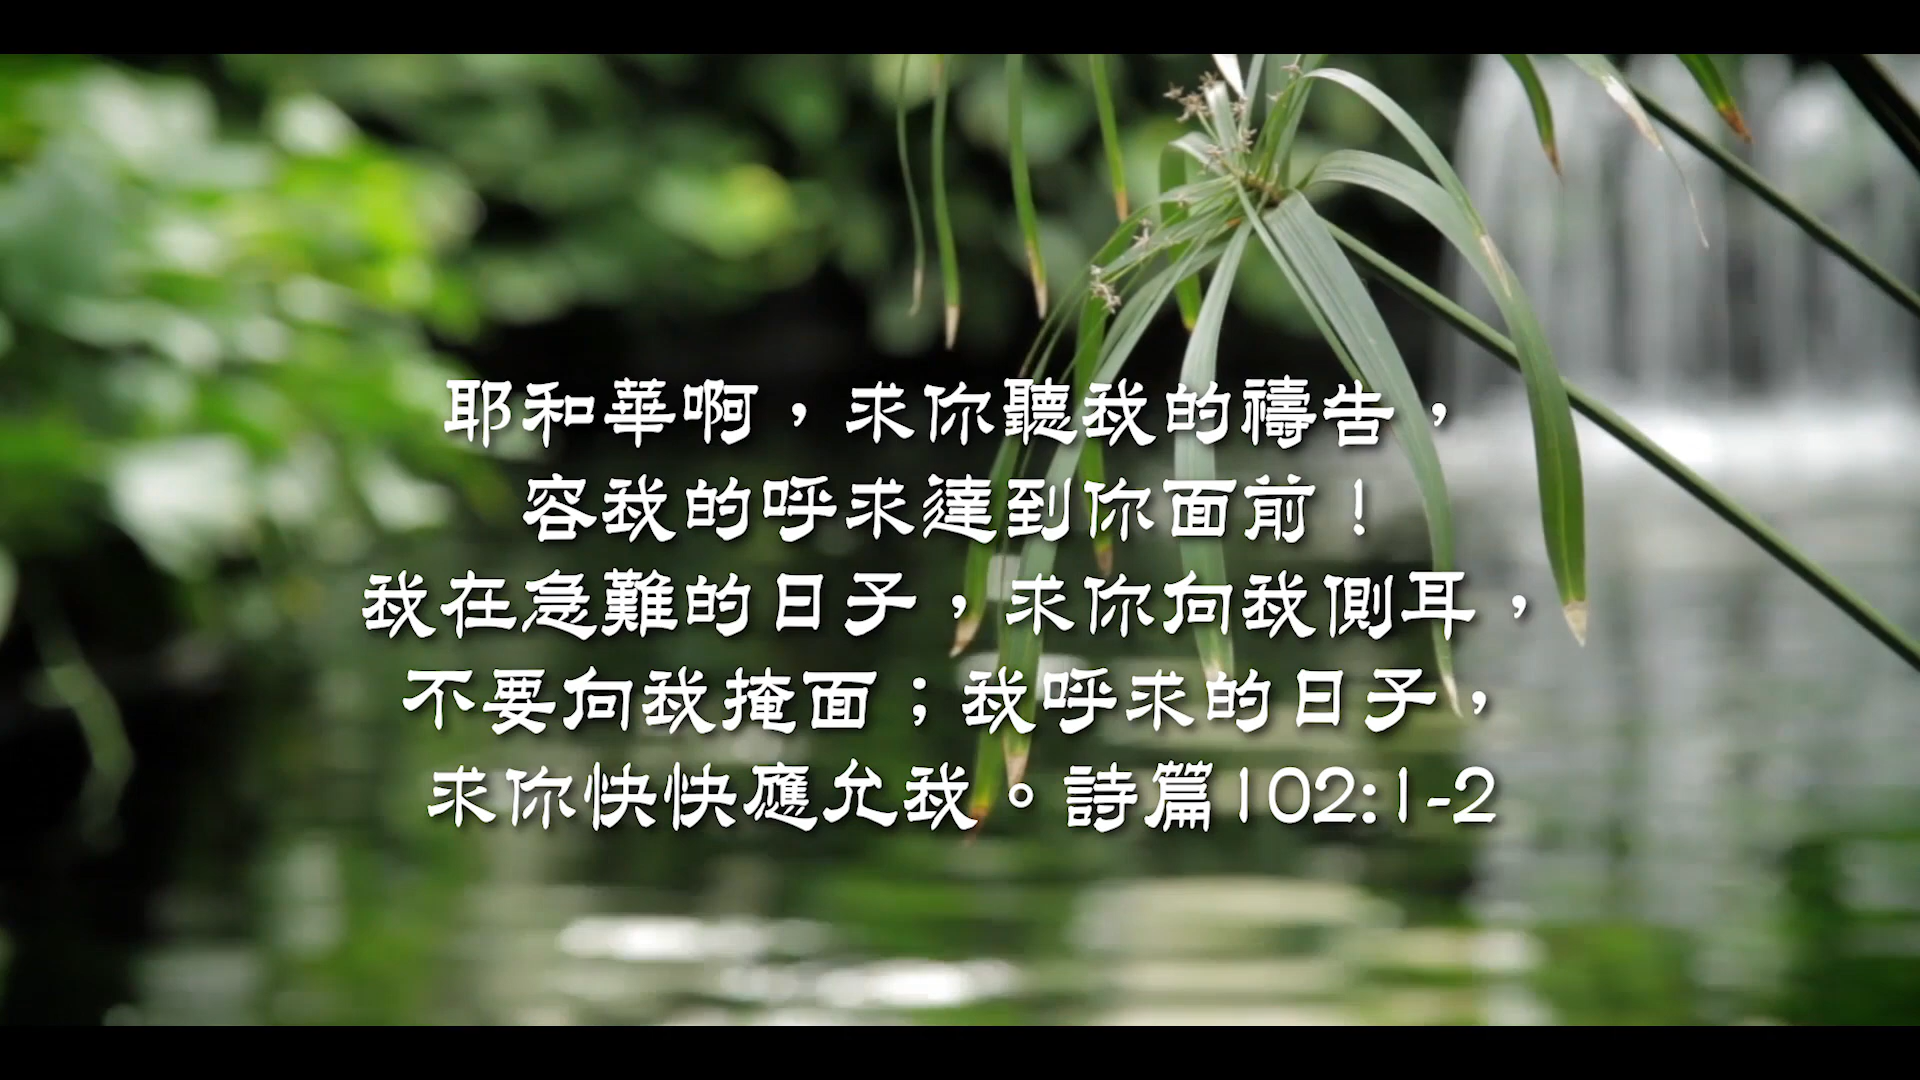 耶和華啊，求你聽我的禱告，
容我的呼求達到你面前！
我在急難的日子，求你向我側耳，
不要向我掩面；我呼求的日子，
求你快快應允我。詩篇102:1-2